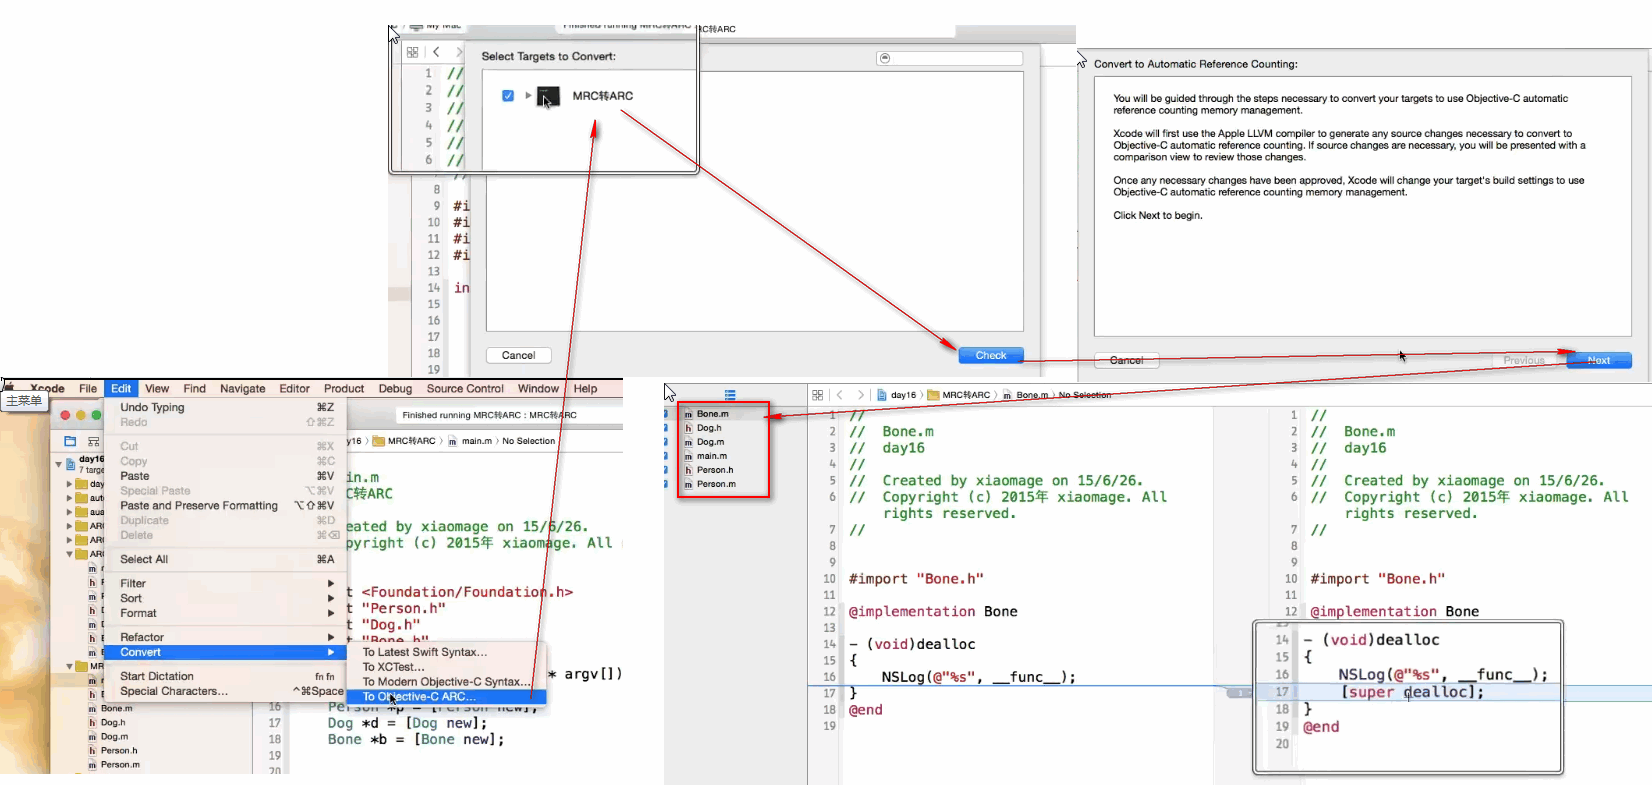 My Mac
Finished running MRC转ARC
RC转ARC
Select Targets to Convert:
MRC转ARC
1 //
2 //
3 //
4 //
5 //
6 //
8
9 #i
10 #i
11 #i
12 #i
13
14 in
15
16
17
18
19
Cancel
Check
Convert to Automatic Reference Counting:
You will be guided through the steps necessary to convert your targets to use Objective-C automatic
reference counting memory management.
Xcode will first use the Apple LLVM compiler to generate any source changes necessary to convert to
Objective-C automatic reference counting. If source changes are necessary, you will be presented with a
comparison view to review those changes.
Once any necessary changes have been approved, Xcode will change your target's build settings to use
Objective-C automatic reference counting memory management.
Click Next to begin.
Cancel
Previous
Next
Xcode File Edit View Find Navigate Editor Product Debug Source Control Window Help
主菜单
Undo Typing ⌘Z
Redo ⇧⌘Z
Cut ⌘X
Copy ⌘C
Paste ⌘V
Special Paste ⌥⌘V
Paste and Preserve Formatting ⌥⇧⌘V
Duplicate ⌘D
Delete ⌘⌫
Select All ⌘A
Filter
Sort
Format
Refactor
Convert
Start Dictation fn fn
Special Characters... ^⌘Space
To Latest Swift Syntax...
To XCTest...
To Modern Objective-C Syntax...
To Objective-C ARC...
Finished running MRC转ARC : MRC转ARC
y16 〉 MRC转ARC 〉 main.m 〉 No Selection
day16
7 targe
day
aut
aua
AR
AR
AR
MR
Bone.m
Dog.h
Dog.m
Person.h
Person.m
in.m
C转ARC
eated by xiaomage on 15/6/26.
pyright (c) 2015年 xiaomage. All
t <Foundation/Foundation.h>
t "Person.h"
t "Dog.h"
t "Bone.h"
* argv[])
16 Person *p = [Person new];
17 Dog *d = [Dog new];
18 Bone *b = [Bone new];
19
20
day16 〉 MRC转ARC 〉 Bone.m 〉 No Selection
Bone.m
Dog.h
Dog.m
main.m
Person.h
Person.m
1 //
2 // Bone.m
3 // day16
4 //
5 // Created by xiaomage on 15/6/26.
6 // Copyright (c) 2015年 xiaomage. All
rights reserved.
7 //
8
9
10 #import "Bone.h"
11
12 @implementation Bone
13
14 - (void)dealloc
15 {
16 NSLog(@"%s", __func__);
17 }
18 @end
19
1 //
2 // Bone.m
3 // day16
4 //
5 // Created by xiaomage on 15/6/26.
6 // Copyright (c) 2015年 xiaomage. All
rights reserved.
7 //
8
9
10 #import "Bone.h"
11
12 @implementation Bone
14 - (void)dealloc
15 {
16 NSLog(@"%s", __func__);
17 [super dealloc];
18 }
19 @end
20